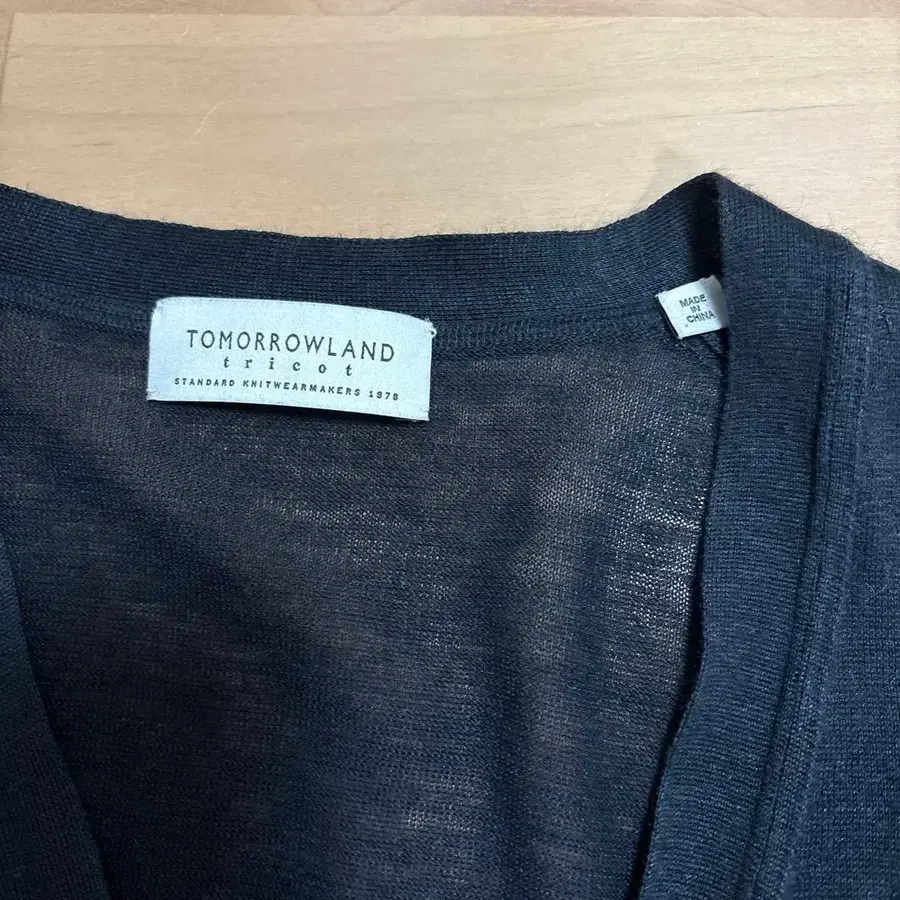 TOMORROWLAND
tricot
STANDARD KNITWEARMAKERS 1978
MADE
IN
CHINA